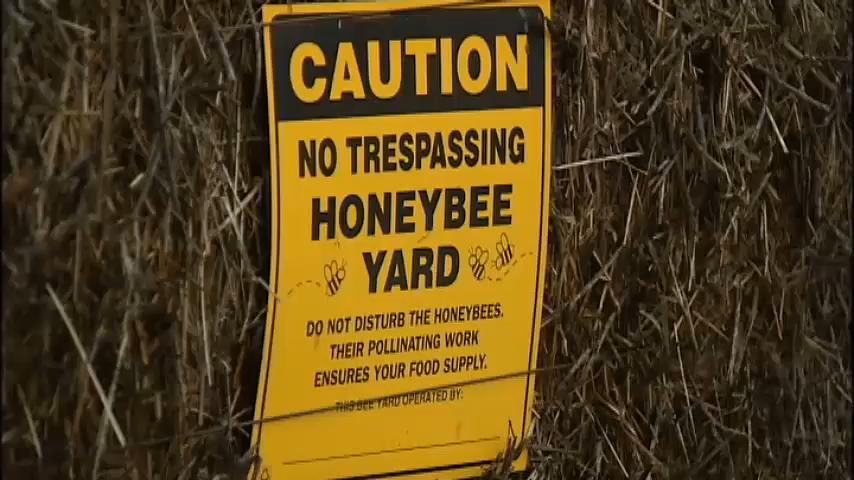 CAUTION
NO TRESPASSING
HONEYBEE
YARD
DO NOT DISTURB THE HONEYBEES.
THEIR POLLINATING WORK
ENSURES YOUR FOOD SUPPLY.
THIS BEE YARD OPERATED BY: